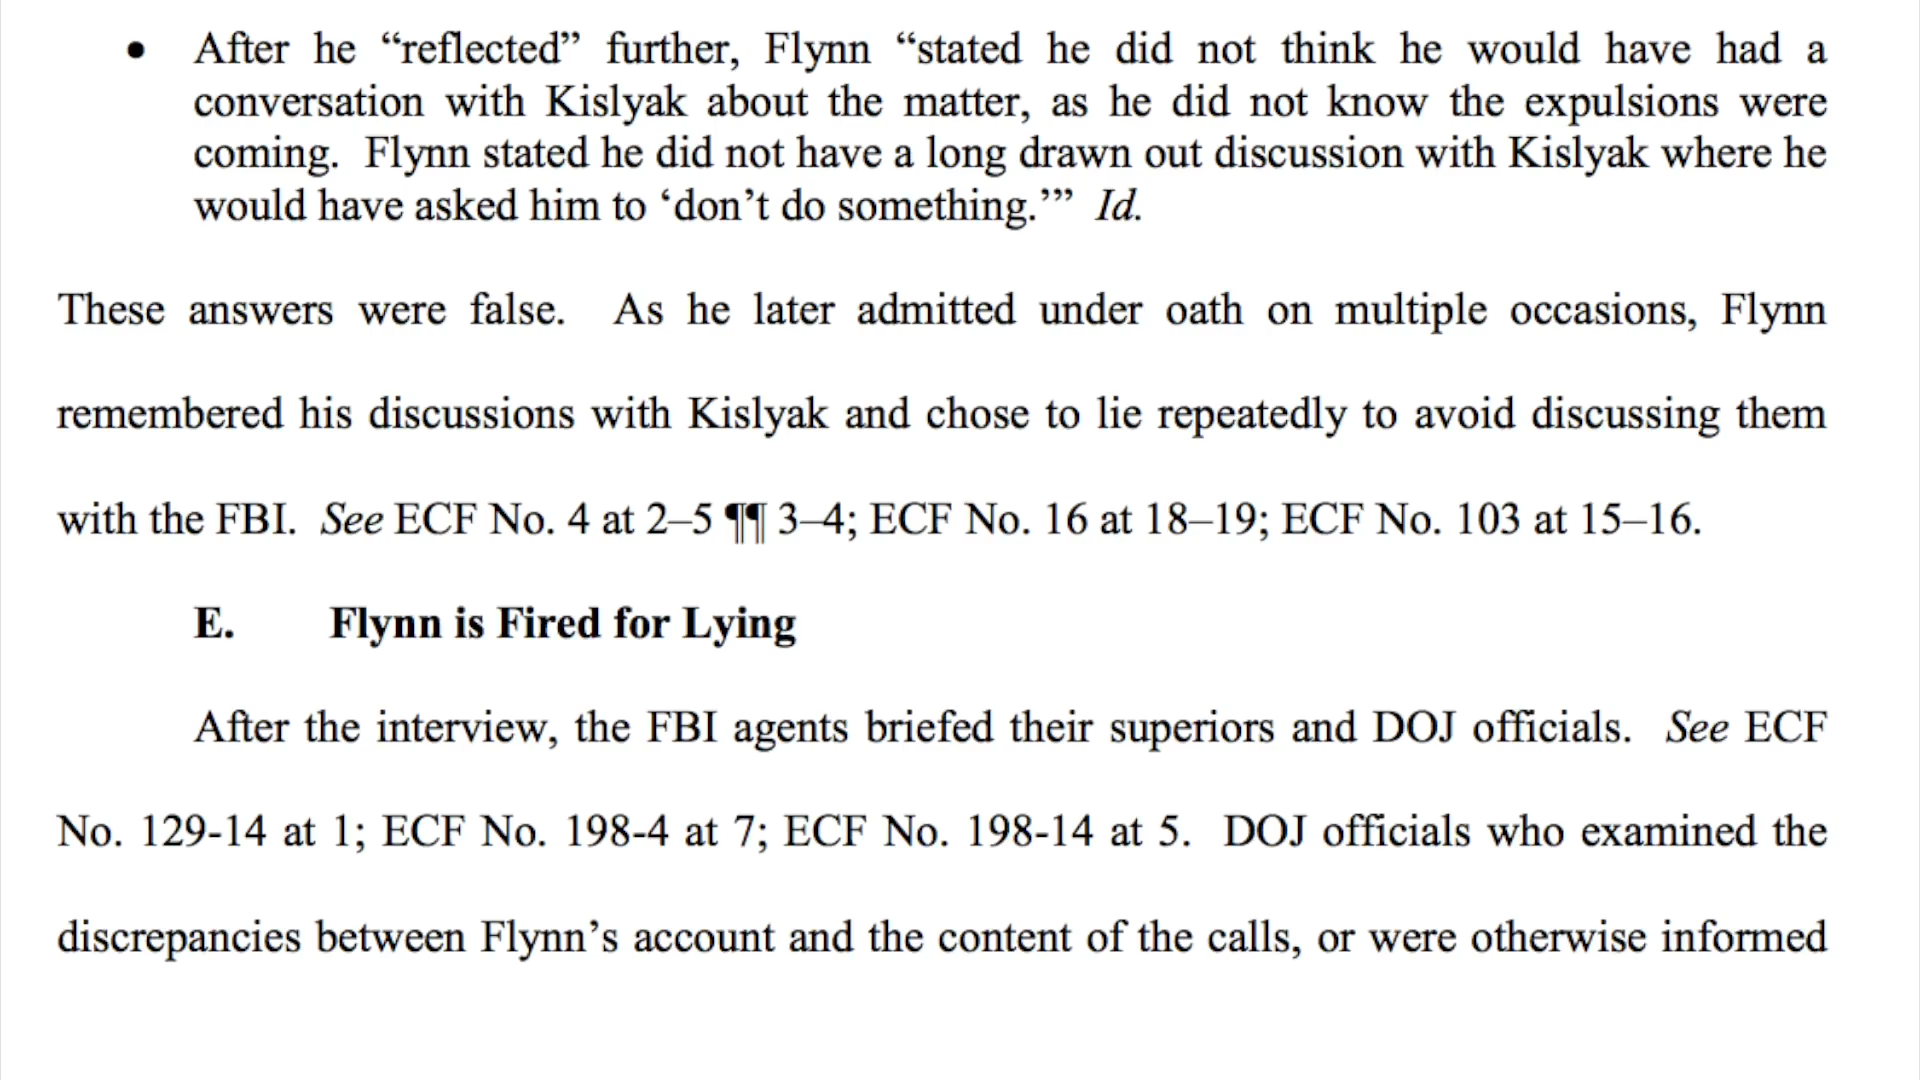 • After he “reflected” further, Flynn “stated he did not think he would have had a
conversation with Kislyak about the matter, as he did not know the expulsions were
coming. Flynn stated he did not have a long drawn out discussion with Kislyak where he
would have asked him to ‘don’t do something.’” Id.
These answers were false. As he later admitted under oath on multiple occasions, Flynn
remembered his discussions with Kislyak and chose to lie repeatedly to avoid discussing them
with the FBI. See ECF No. 4 at 2–5 ¶¶ 3–4; ECF No. 16 at 18–19; ECF No. 103 at 15–16.
E. Flynn is Fired for Lying
After the interview, the FBI agents briefed their superiors and DOJ officials. See ECF
No. 129-14 at 1; ECF No. 198-4 at 7; ECF No. 198-14 at 5. DOJ officials who examined the
discrepancies between Flynn’s account and the content of the calls, or were otherwise informed